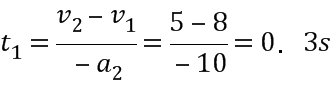 t₁ = (v₂ − v₁)/(−a₂) = (5 − 8)/(−10) = 0. 3s